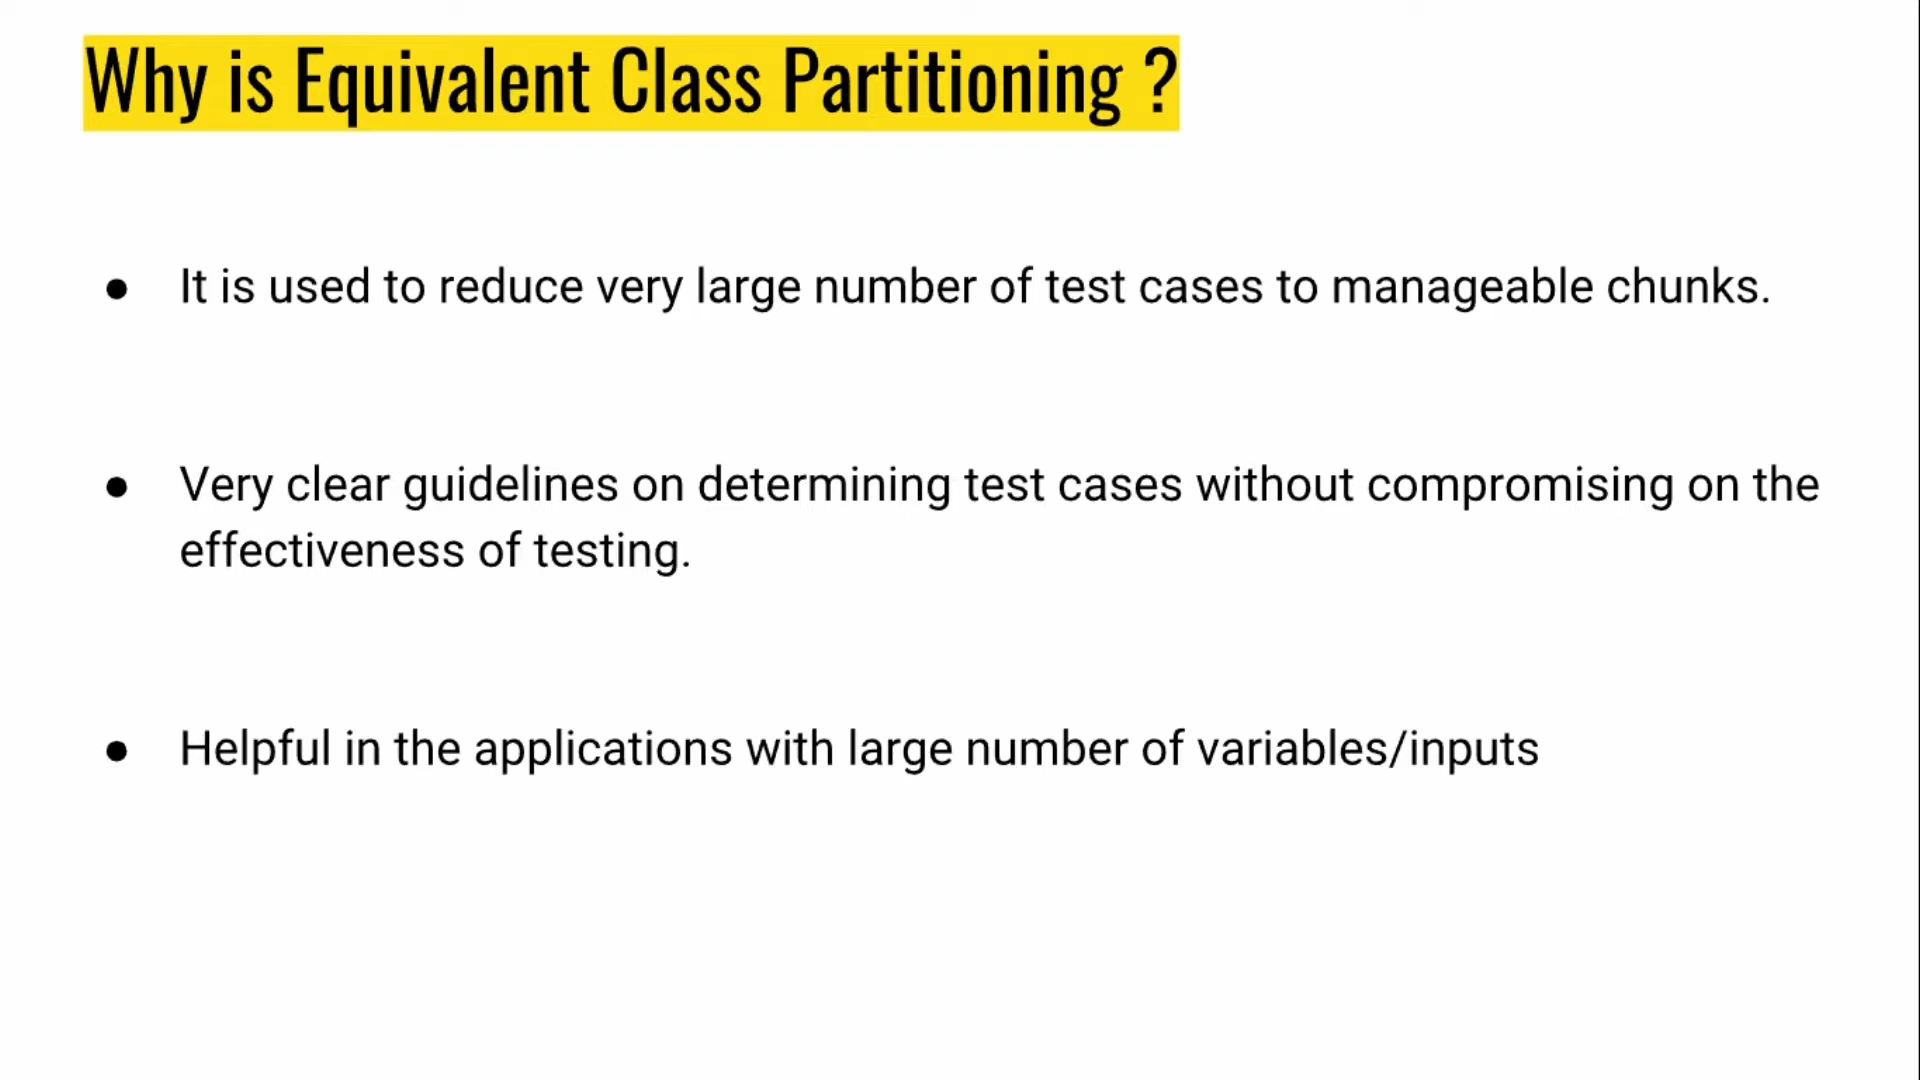 Why is Equivalent Class Partitioning ?
● It is used to reduce very large number of test cases to manageable chunks.
● Very clear guidelines on determining test cases without compromising on the
effectiveness of testing.
● Helpful in the applications with large number of variables/inputs